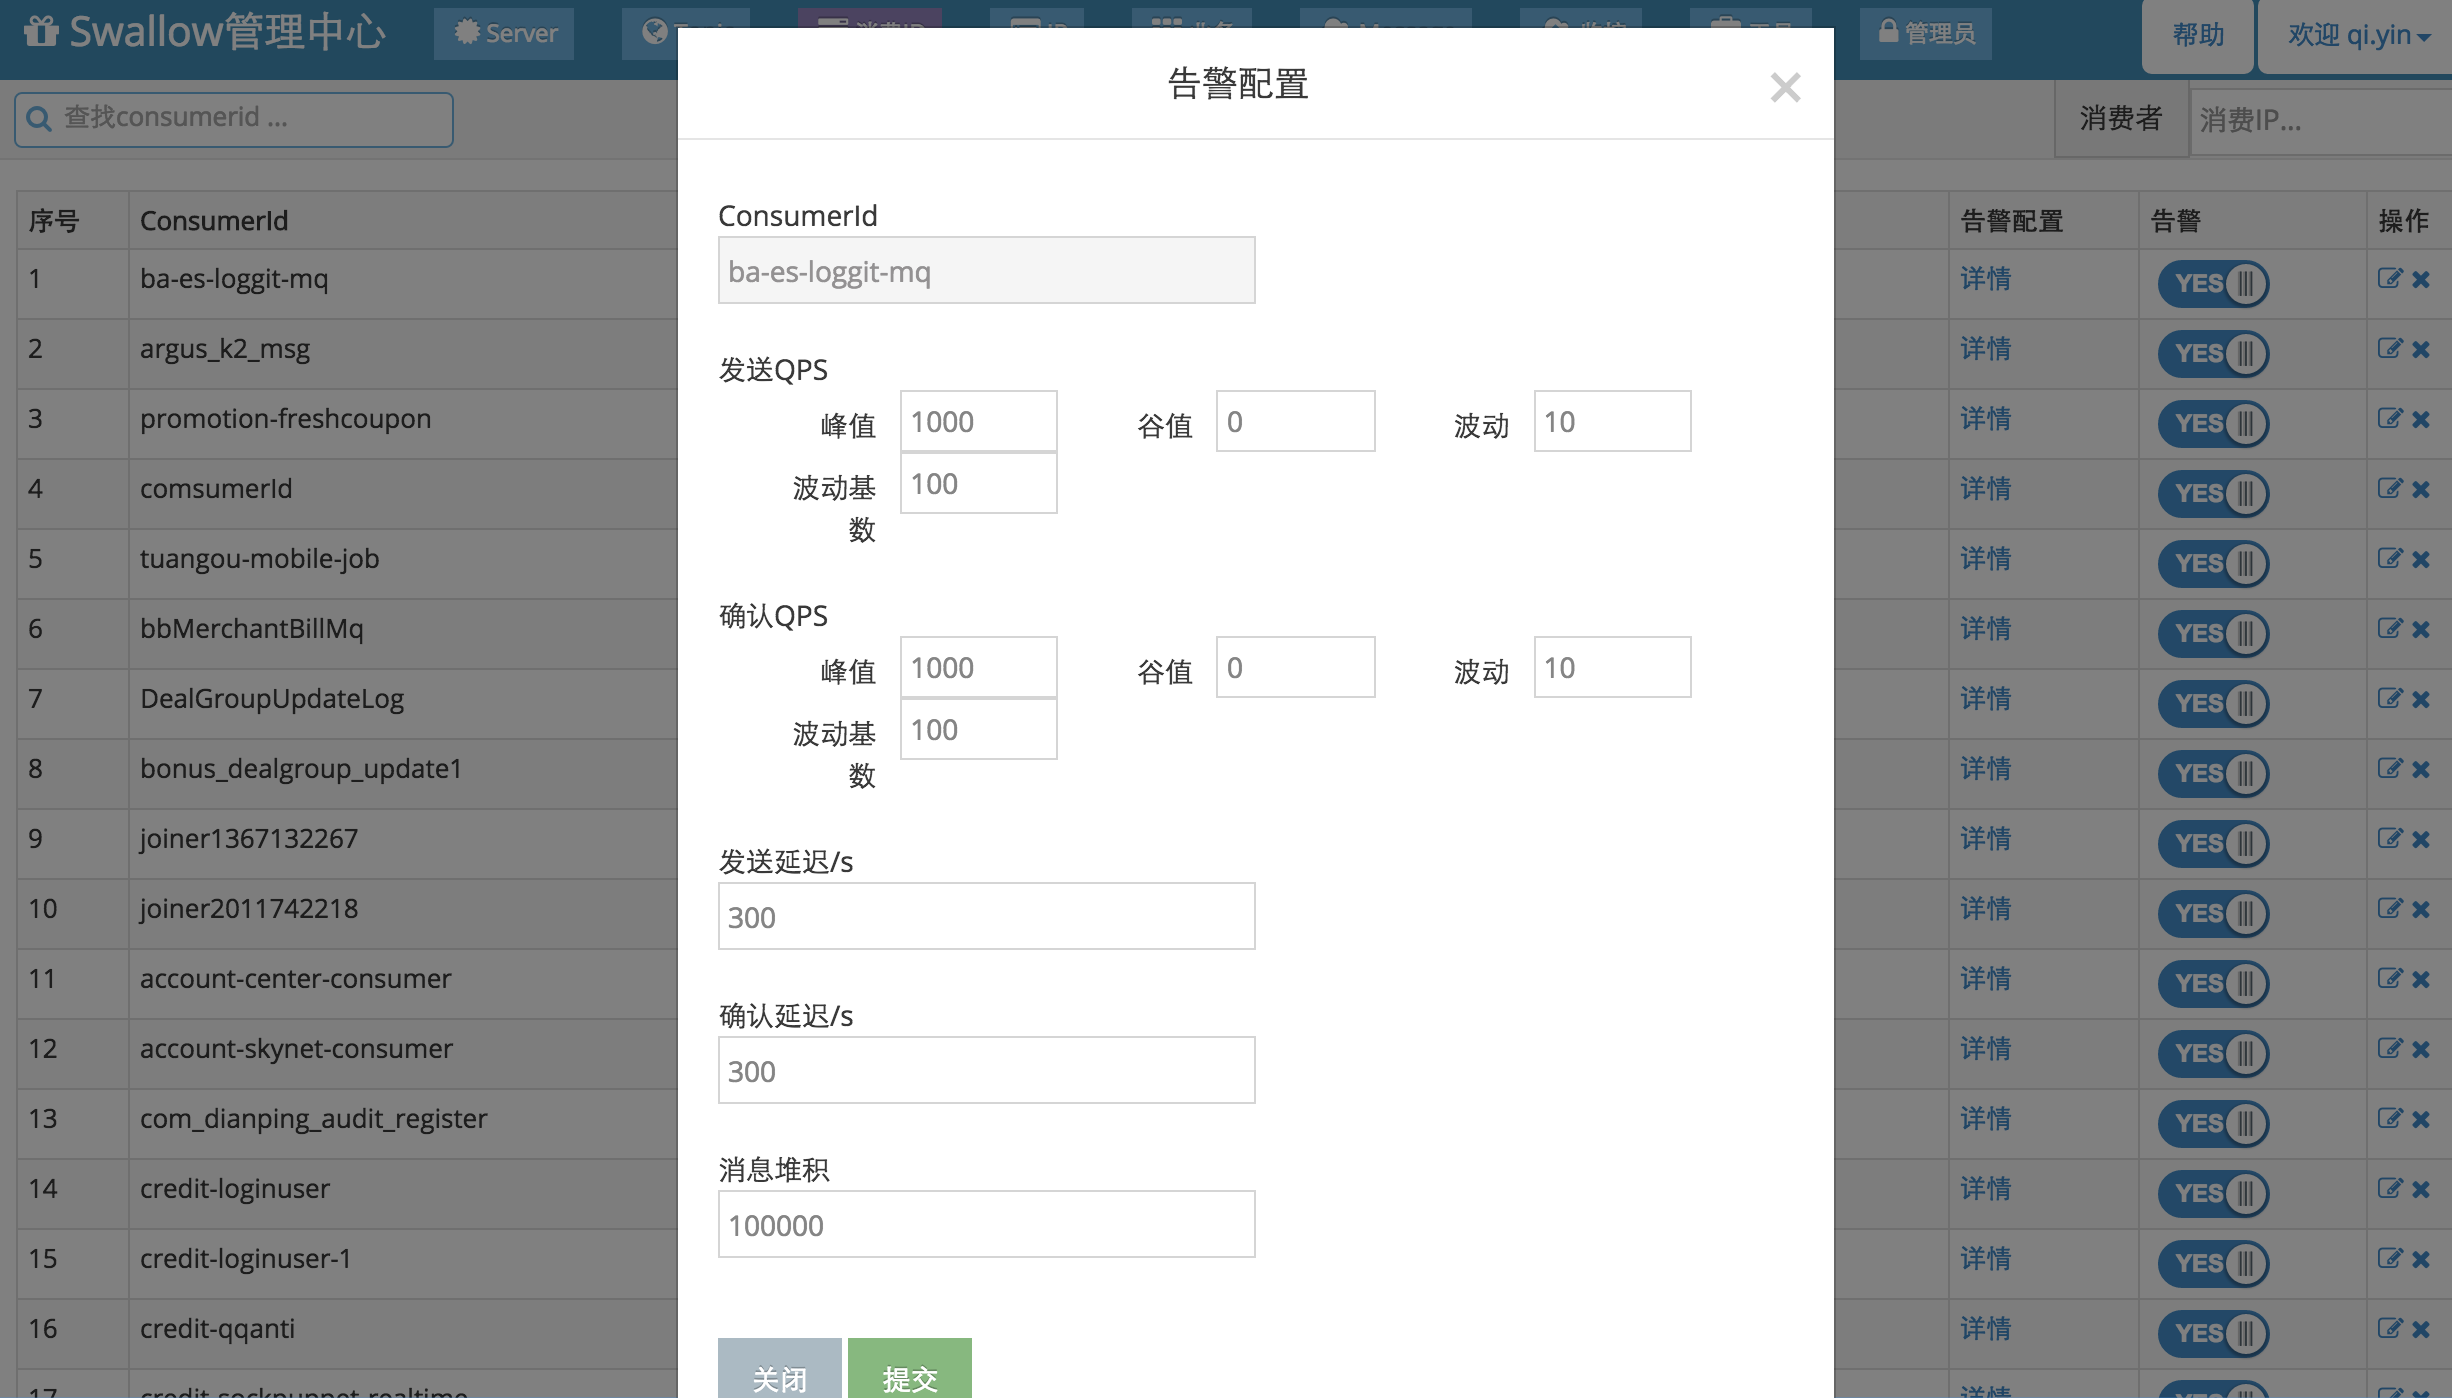 Swallow管理中心
Server
管理员
帮助
欢迎 qi.yin
查找consumerid ...
消费者
消费IP...
告警配置
序号 ConsumerId 告警配置 告警 操作
1 ba-es-loggit-mq 详情 YES
2 argus_k2_msg 详情 YES
3 promotion-freshcoupon 详情 YES
4 comsumerId 详情 YES
5 tuangou-mobile-job 详情 YES
6 bbMerchantBillMq 详情 YES
7 DealGroupUpdateLog 详情 YES
8 bonus_dealgroup_update1 详情 YES
9 joiner1367132267 详情 YES
10 joiner2011742218 详情 YES
11 account-center-consumer 详情 YES
12 account-skynet-consumer 详情 YES
13 com_dianping_audit_register 详情 YES
14 credit-loginuser 详情 YES
15 credit-loginuser-1 详情 YES
16 credit-qqanti 详情 YES
17 credit-sockpuppet-realtime 详情
ConsumerId
ba-es-loggit-mq
发送QPS
峰值 1000 谷值 0 波动 10
波动基数 100
确认QPS
峰值 1000 谷值 0 波动 10
波动基数 100
发送延迟/s
300
确认延迟/s
300
消息堆积
100000
关闭 提交